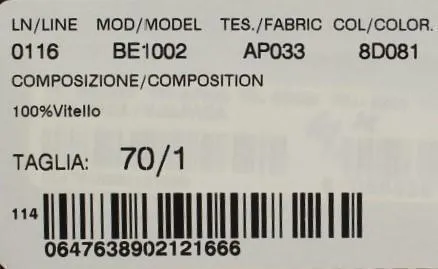 LN/LINE MOD/MODEL TES./FABRIC COL/COLOR.
0116 BE1002 AP033 8D081
COMPOSIZIONE/COMPOSITION
100%Vitello
TAGLIA: 70/1
114
0647638902121666